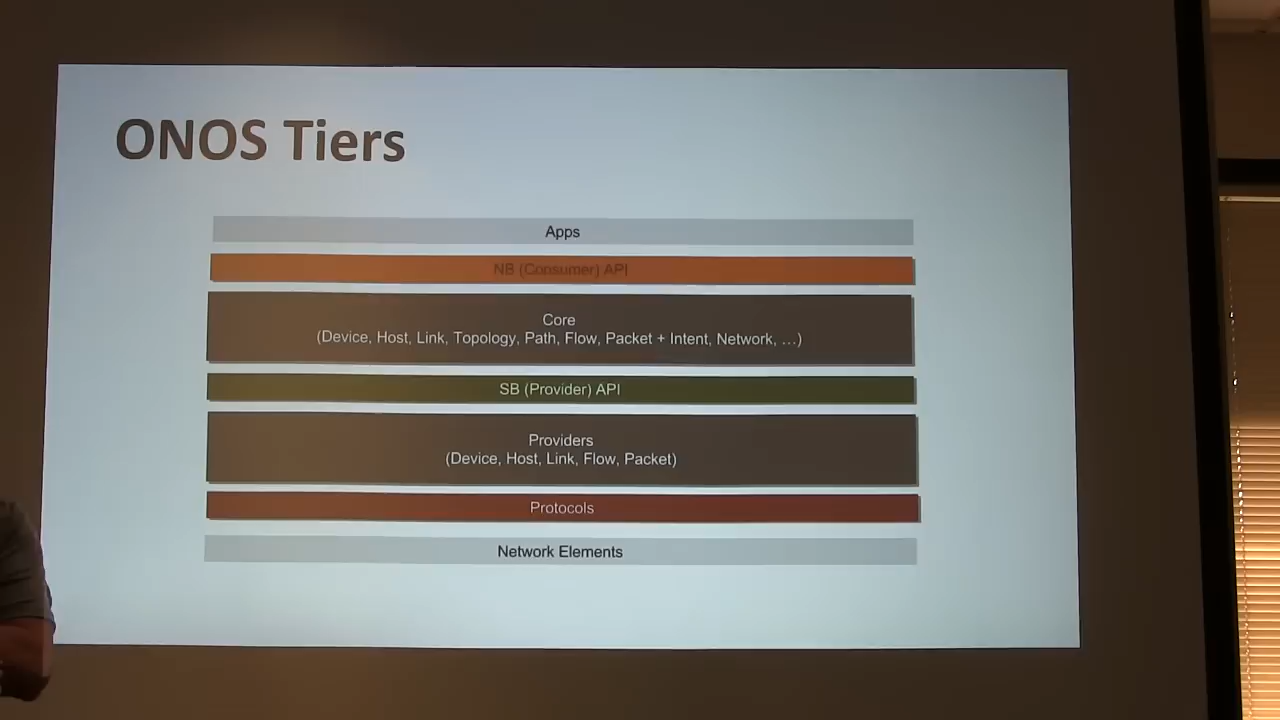 ONOS Tiers
Apps
NB (Consumer) API
Core
(Device, Host, Link, Topology, Path, Flow, Packet + Intent, Network, …)
SB (Provider) API
Providers
(Device, Host, Link, Flow, Packet)
Protocols
Network Elements